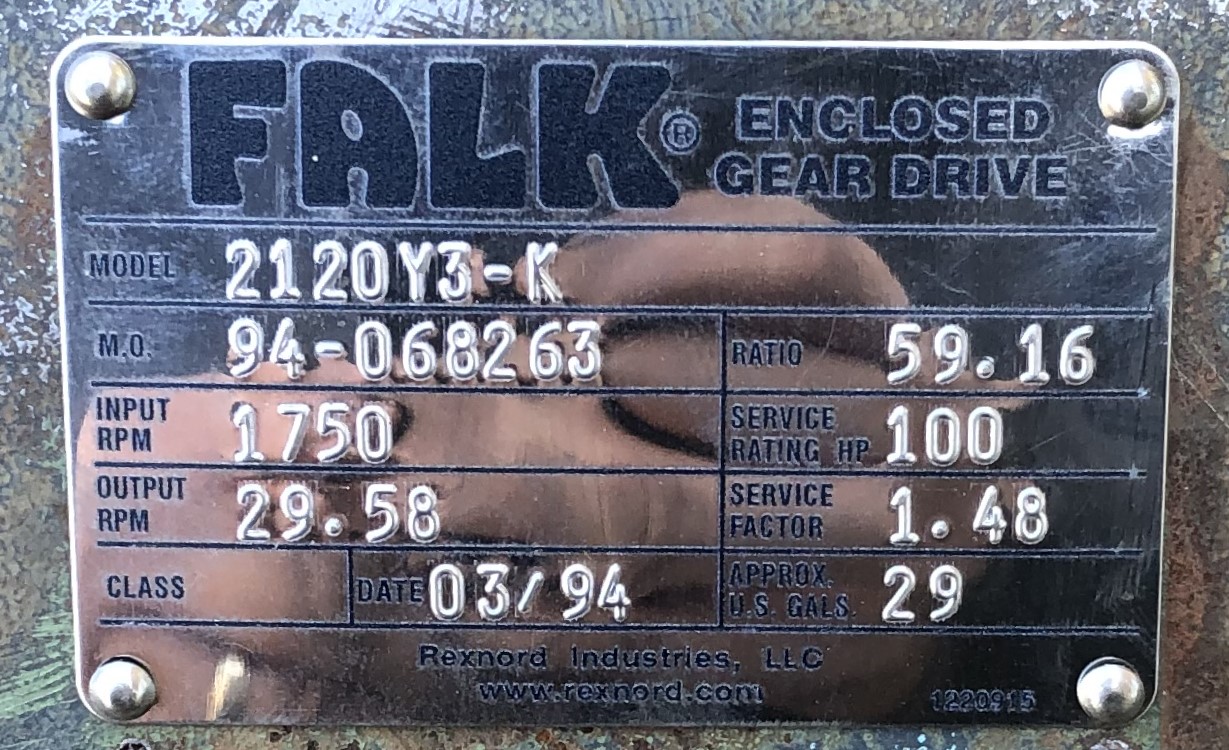 FALK® ENCLOSED GEAR DRIVE
MODEL 2120Y3-K
M.O. 94-068263 RATIO 59.16
INPUT RPM 1750 SERVICE RATING HP 100
OUTPUT RPM 29.58 SERVICE FACTOR 1.48
CLASS DATE 03/94 APPROX. U.S. GALS. 29
Rexnord Industries, LLC
www.rexnord.com
1220915